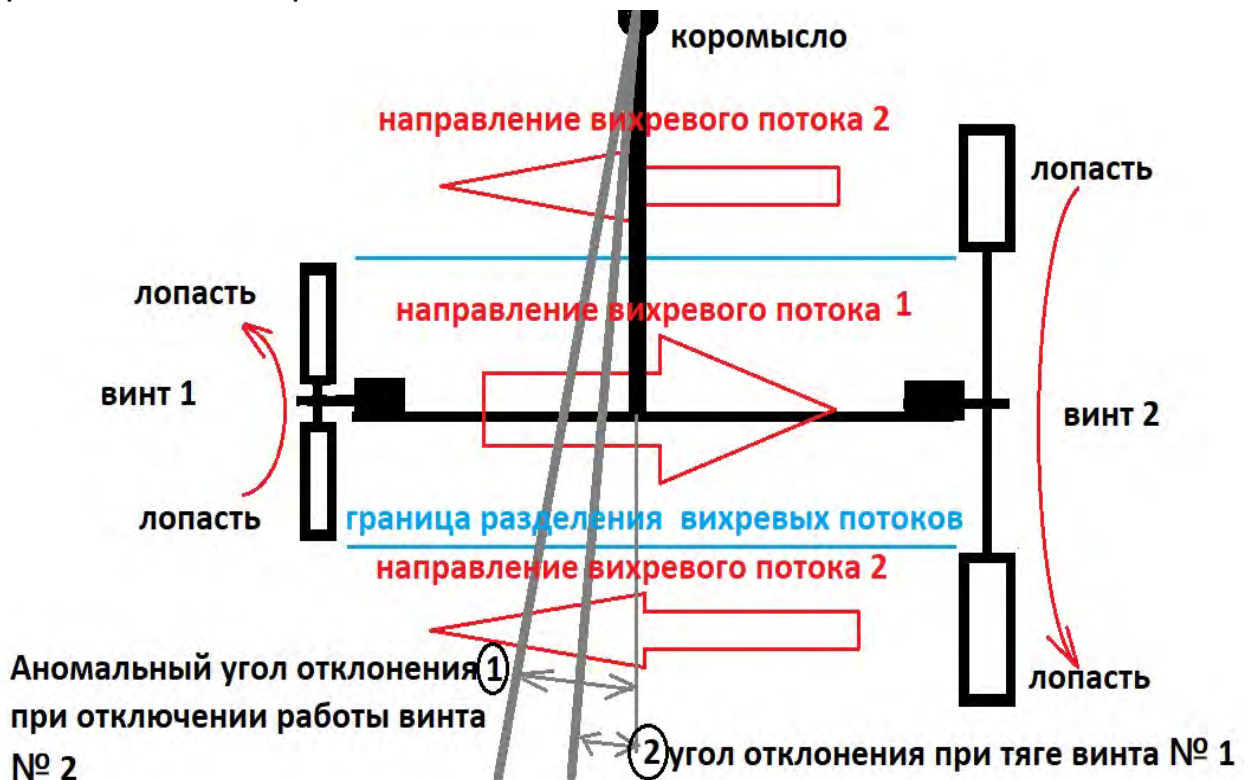 коромысло
направление вихревого потока 2
лопасть
лопасть
направление вихревого потока 1
винт 1
винт 2
лопасть
граница разделения вихревых потоков
направление вихревого потока 2
Аномальный угол отклонения 1
при отключении работы винта
№ 2
лопасть
2 угол отклонения при тяге винта № 1